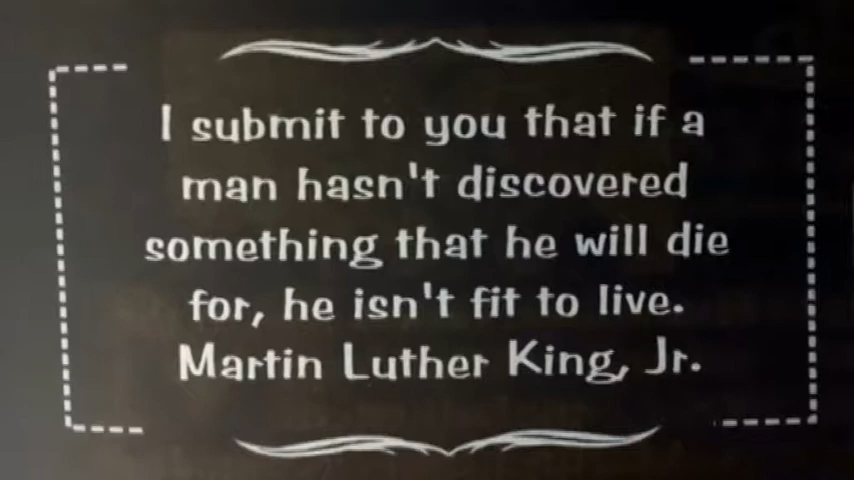 I submit to you that if a
man hasn't discovered
something that he will die
for, he isn't fit to live.
Martin Luther King, Jr.